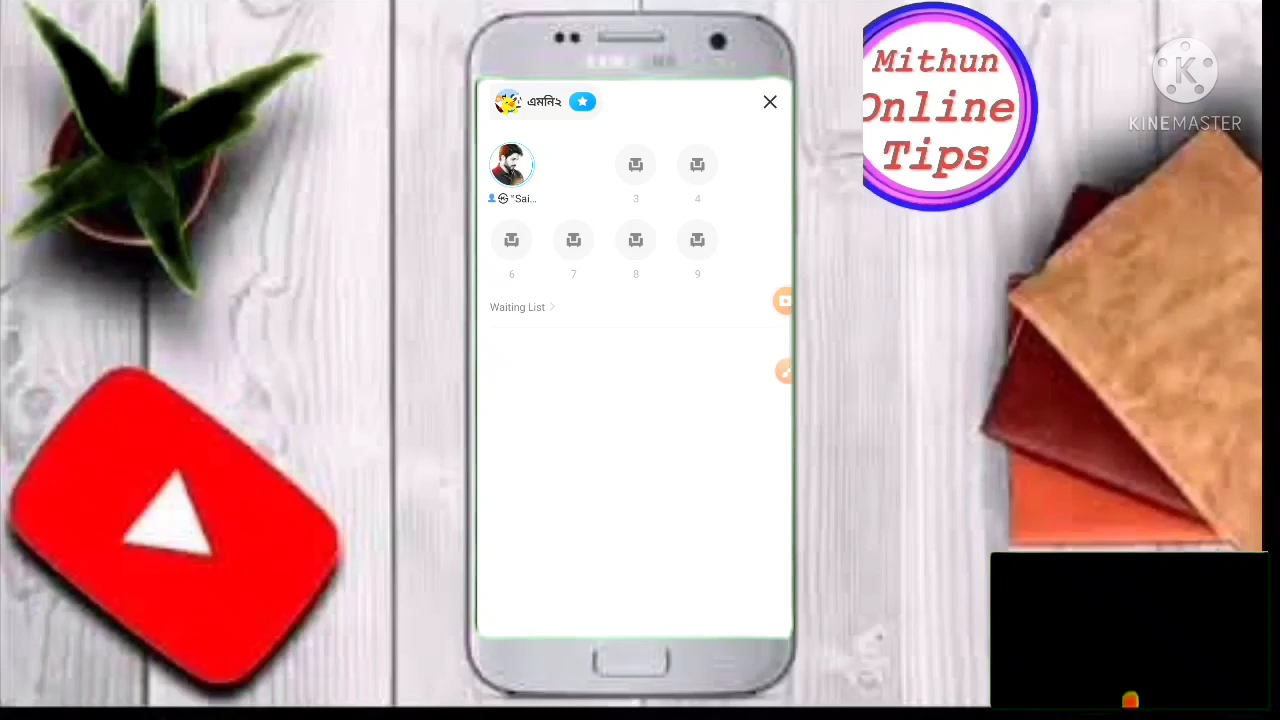 Mithun
Online
Tips
K
KINEMASTER
এমনি২
"Sai...
3
4
6
7
8
9
Waiting List >